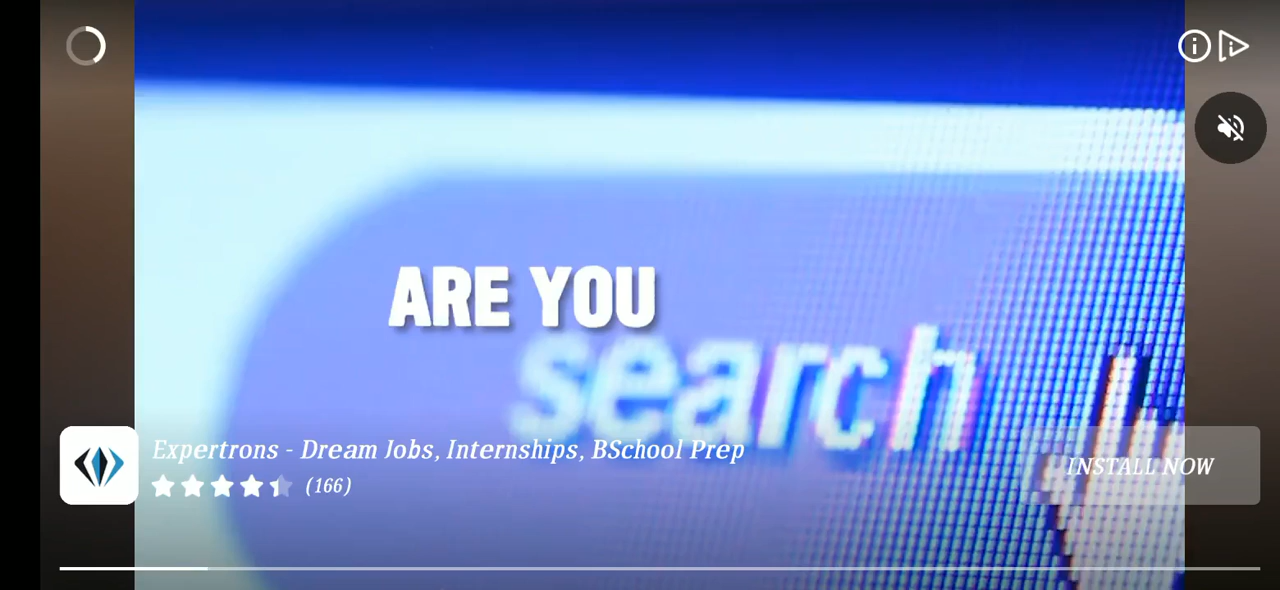 ARE YOU
search
Expertrons - Dream Jobs, Internships, BSchool Prep
(166)
INSTALL NOW